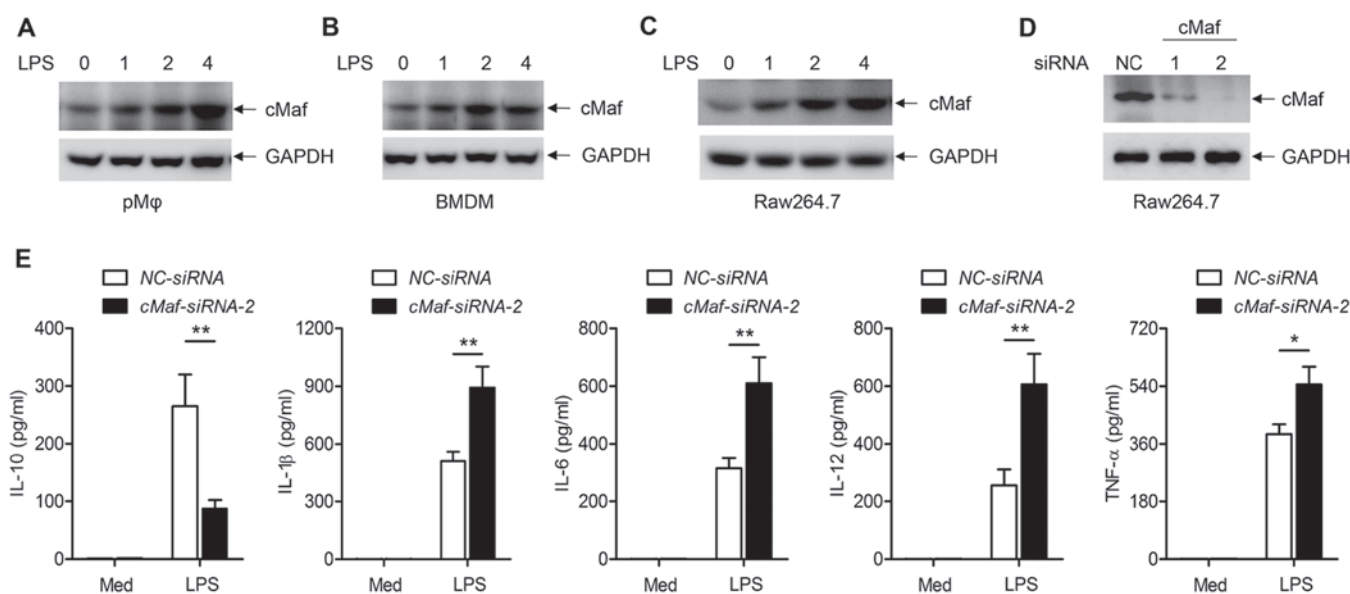 A
LPS 0 1 2 4
cMaf
GAPDH
pMφ
B
LPS 0 1 2 4
cMaf
GAPDH
BMDM
C
LPS 0 1 2 4
cMaf
GAPDH
Raw264.7
D
cMaf
siRNA NC 1 2
cMaf
GAPDH
Raw264.7
E
NC-siRNA
cMaf-siRNA-2
IL-10 (pg/ml)
400
300
200
100
0
**
Med LPS
NC-siRNA
cMaf-siRNA-2
IL-1β (pg/ml)
1200
900
600
300
0
**
Med LPS
NC-siRNA
cMaf-siRNA-2
IL-6 (pg/ml)
800
600
400
200
0
**
Med LPS
NC-siRNA
cMaf-siRNA-2
IL-12 (pg/ml)
800
600
400
200
0
**
Med LPS
NC-siRNA
cMaf-siRNA-2
TNF-α (pg/ml)
720
540
360
180
0
*
Med LPS